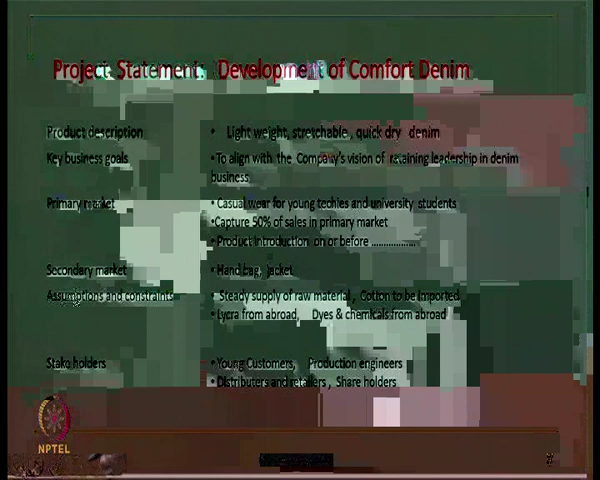 Project Statement: Development of Comfort Denim
Product description • Light weight, stretchable , quick dry denim
Key business goals •To align with the Company's vision of retaining leadership in denim
business
Primary market • Casual wear for young techies and university students
•Capture 50% of sales in primary market
• Product Introduction on or before ..................
Secondary market • Hand bag, jacket
Assumptions and constraints • Steady supply of raw material , Cotton to be imported
• Lycra from abroad, Dyes & chemicals from abroad
Stake holders • Young Customers, Production engineers
• Distributers and retailers , Share holders
NPTEL